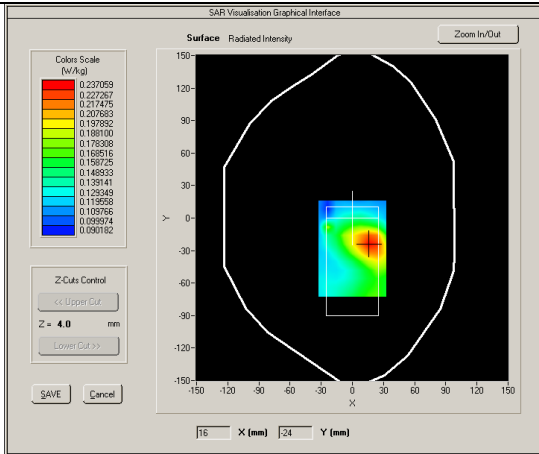 SAR Visualisation Graphical Interface
Surface Radiated Intensity
Zoom In/Out
Colors Scale
(W/kg)
0.237059
0.227267
0.217475
0.207683
0.197892
0.188100
0.178308
0.168516
0.158725
0.148933
0.139141
0.129349
0.119558
0.109766
0.099974
0.090182
Z-Cuts Control
<< Upper Cut
Z = 4.0 mm
Lower Cut >>
SAVE
Cancel
150
120
90
60
30
0
-30
-60
-90
-120
-150
Y
-150 -120 -90 -60 -30 0 30 60 90 120 150
X
16 X (mm) -24 Y (mm)